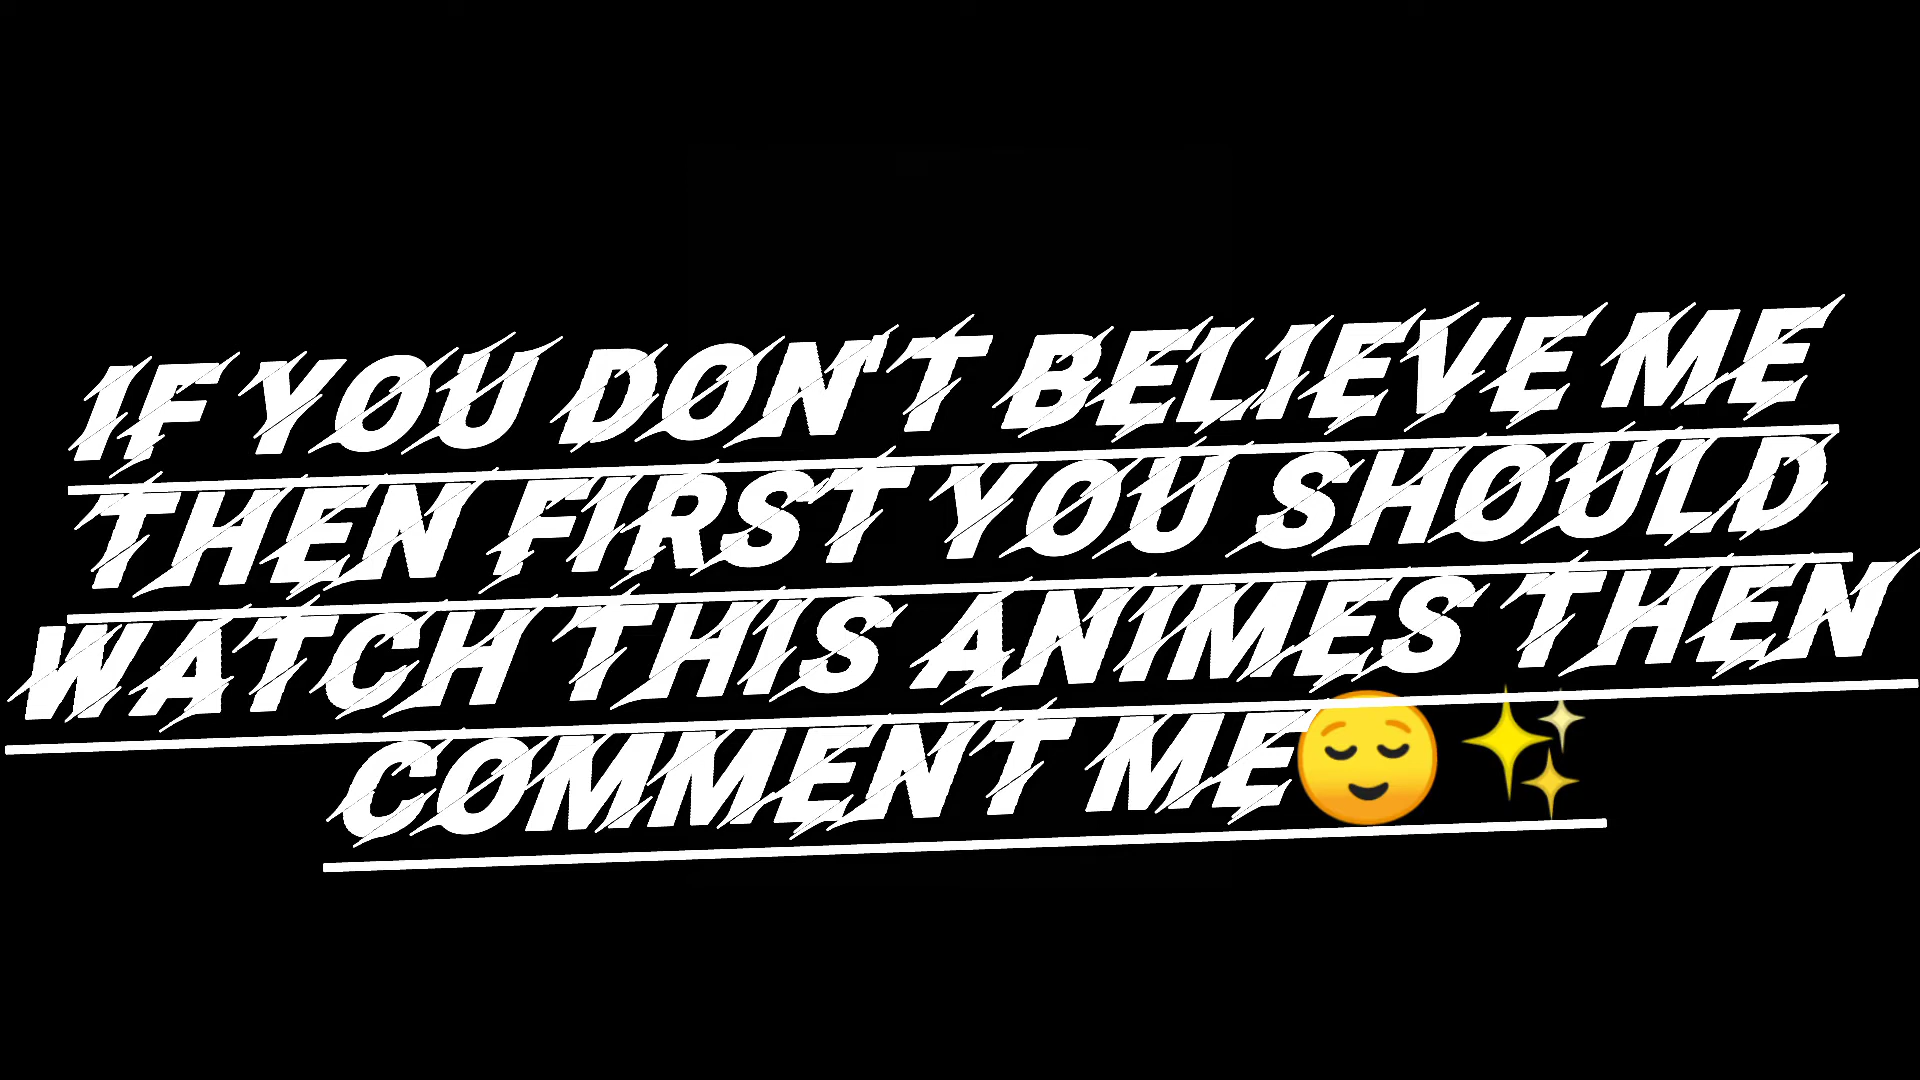 IF YOU DON'T BELIEVE ME
THEN FIRST YOU SHOULD
WATCH THIS ANIMES THEN
COMMENT ME😌✨